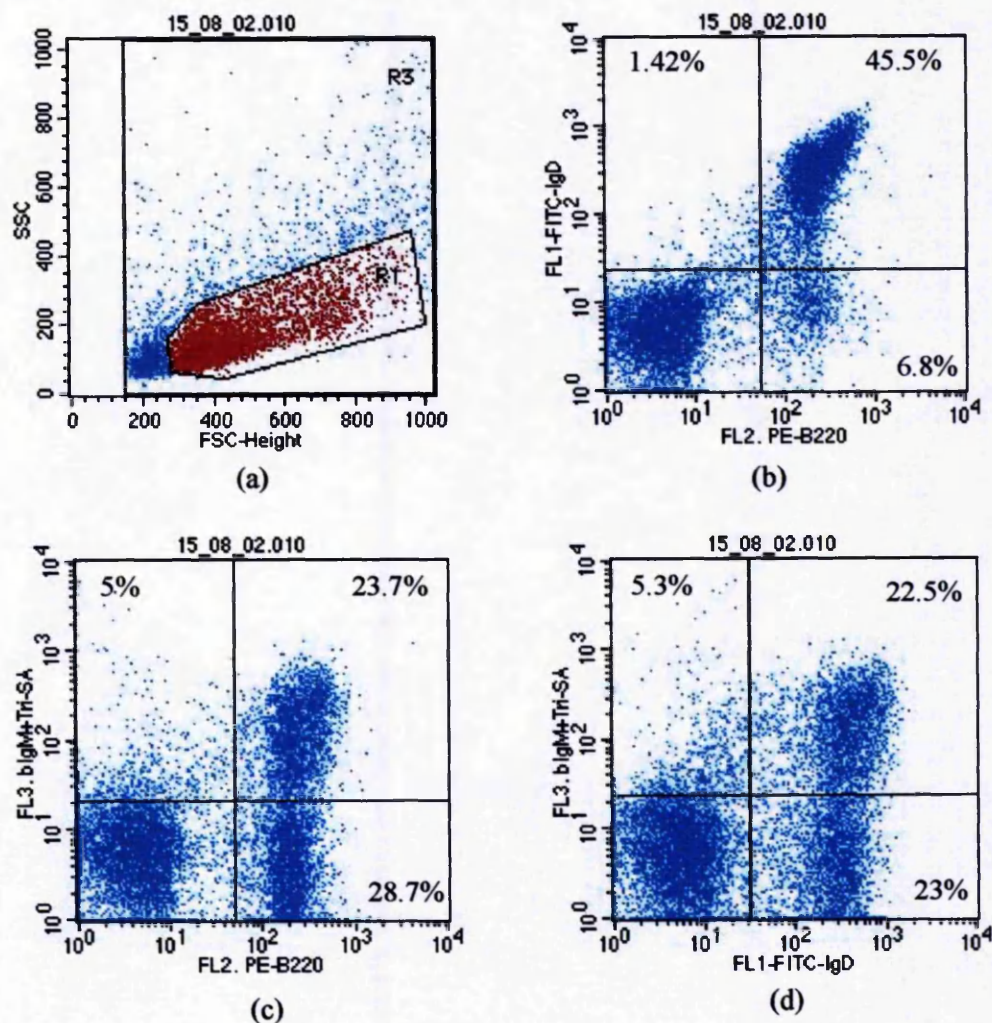 15_08_02.010
1000
800
600
400
200
0
SSC
R3
R1
0 200 400 600 800 1000
FSC-Height
(a)
15_08_02.010
10^4
10^3
10^2
10^1
10^0
FL1-FITC-IgD
1.42% 45.5%
6.8%
10^0 10^1 10^2 10^3 10^4
FL2. PE-B220
(b)
15_08_02.010
10^4
10^3
10^2
10^1
10^0
FL3. bIgM+Tri-SA
5% 23.7%
28.7%
10^0 10^1 10^2 10^3 10^4
FL2. PE-B220
(c)
15_08_02.010
10^4
10^3
10^2
10^1
10^0
FL3. bIgM+Tri-SA
5.3% 22.5%
23%
10^0 10^1 10^2 10^3 10^4
FL1-FITC-IgD
(d)